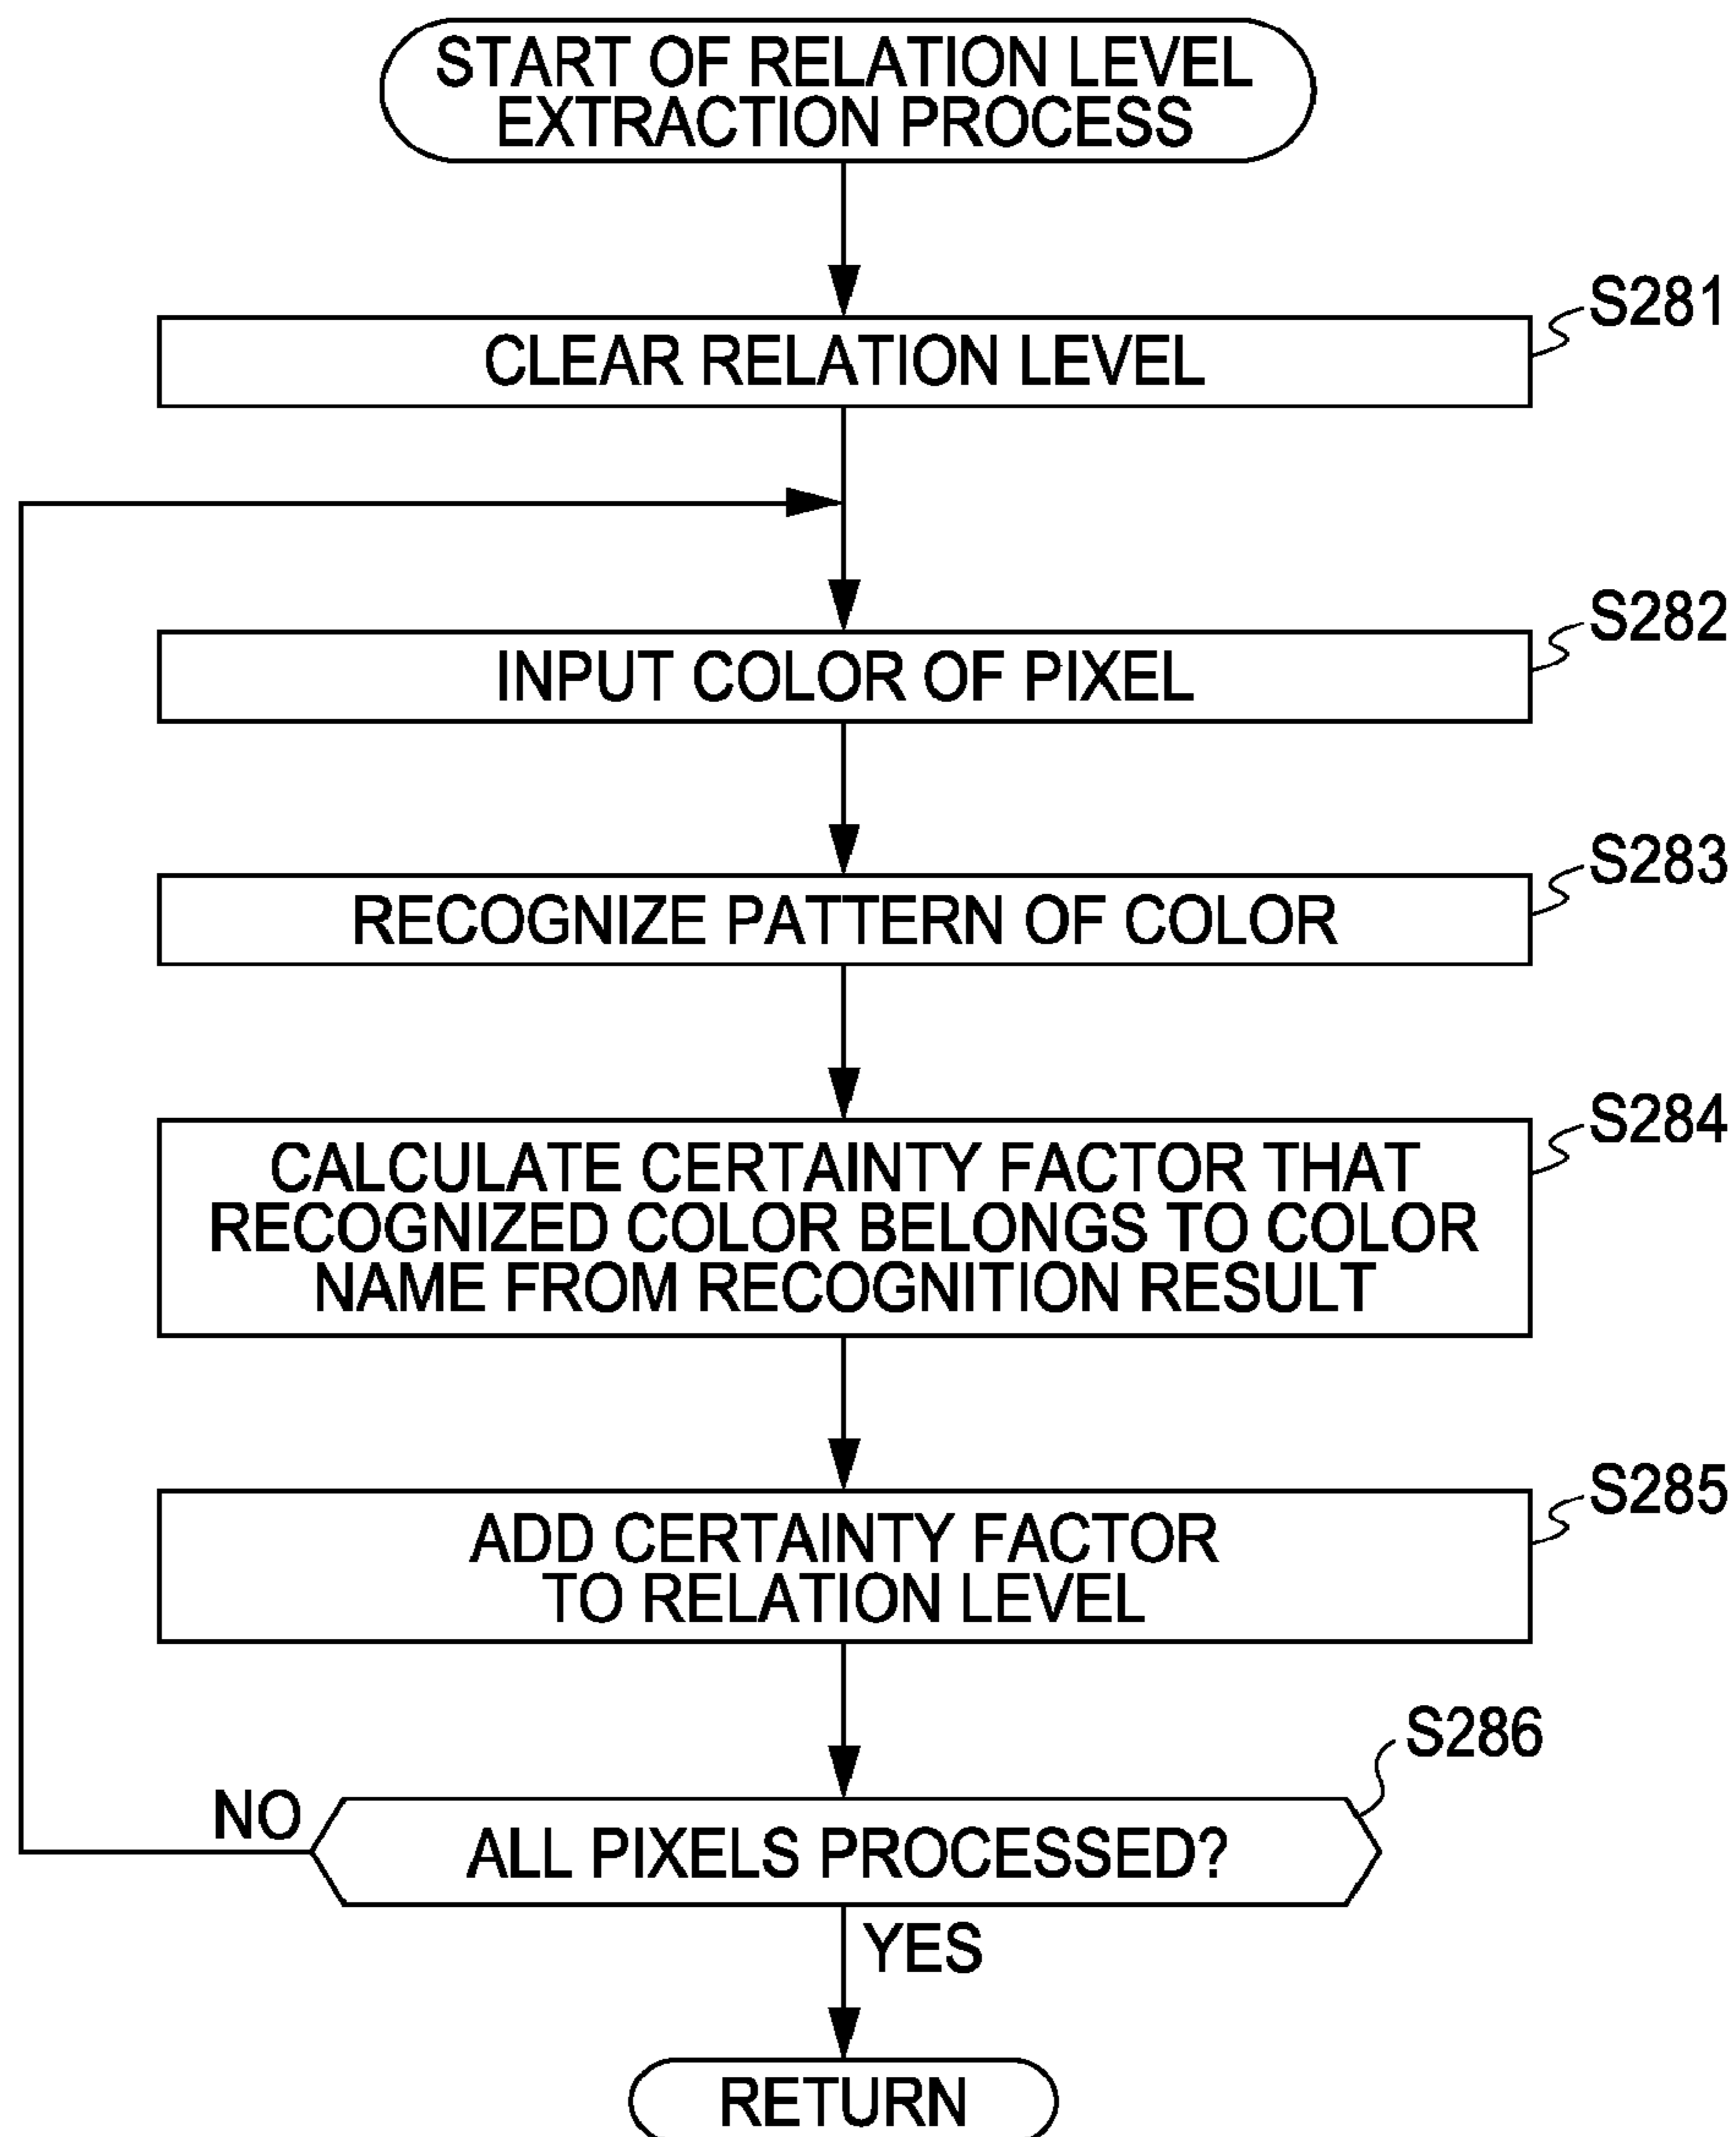 START OF RELATION LEVEL
EXTRACTION PROCESS
S281
CLEAR RELATION LEVEL
S282
INPUT COLOR OF PIXEL
S283
RECOGNIZE PATTERN OF COLOR
S284
CALCULATE CERTAINTY FACTOR THAT
RECOGNIZED COLOR BELONGS TO COLOR
NAME FROM RECOGNITION RESULT
S285
ADD CERTAINTY FACTOR
TO RELATION LEVEL
S286
NO
ALL PIXELS PROCESSED?
YES
RETURN